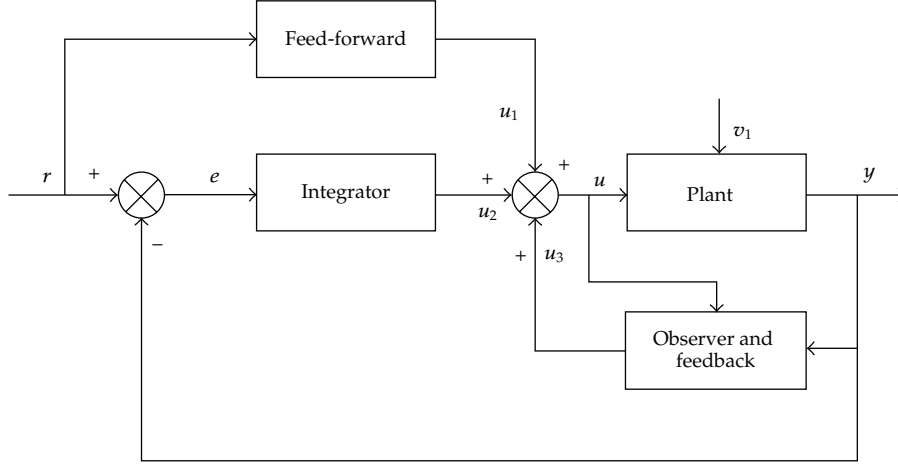 Feed-forward
u1
v1
r
+
e
Integrator
+
u2
+
u
Plant
y
−
+
u3
Observer and
feedback